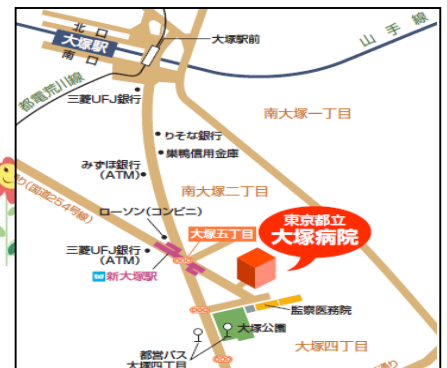 北口
大塚駅
南口
大塚駅前
山手線
都電荒川線
三菱UFJ銀行
南大塚一丁目
りそな銀行
巣鴨信用金庫
みずほ銀行
(ATM)
南大塚二丁目
り(国道254号線)
ローソン(コンビニ)
東京都立
大塚病院
大塚五丁目
三菱UFJ銀行
(ATM)
新大塚駅
監察医務院
大塚公園
大塚四丁目
都営バス
大塚四丁目
通り